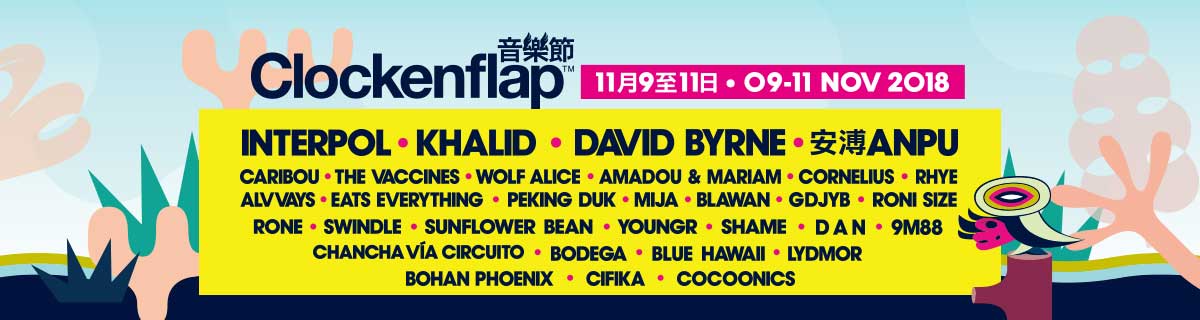 音樂節
Clockenflap™
11月9至11日 • 09-11 NOV 2018
INTERPOL • KHALID • DAVID BYRNE • 安溥ANPU
CARIBOU • THE VACCINES • WOLF ALICE • AMADOU & MARIAM • CORNELIUS • RHYE
ALVVAYS • EATS EVERYTHING • PEKING DUK • MIJA • BLAWAN • GDJYB • RONI SIZE
RONE • SWINDLE • SUNFLOWER BEAN • YOUNGR • SHAME • D A N • 9M88
CHANCHA VÍA CIRCUITO • BODEGA • BLUE HAWAII • LYDMOR
BOHAN PHOENIX • CIFIKA • COCOONICS